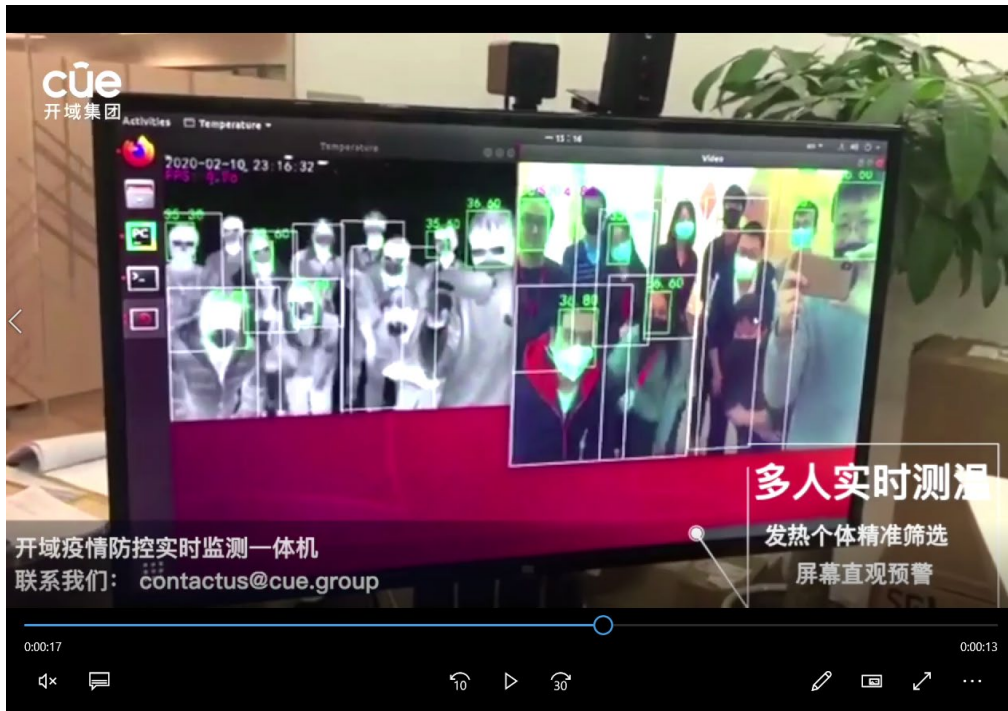 cûe
开域集团
Activities Temperature
15:16
Temperature
Video
2020-02-10 23:16:32
36.60
36.80
36.60
多人实时测温
发热个体精准筛选
屏幕直观预警
开域疫情防控实时监测一体机
联系我们: contactus@cue.group
0:00:17
0:00:13
10
30